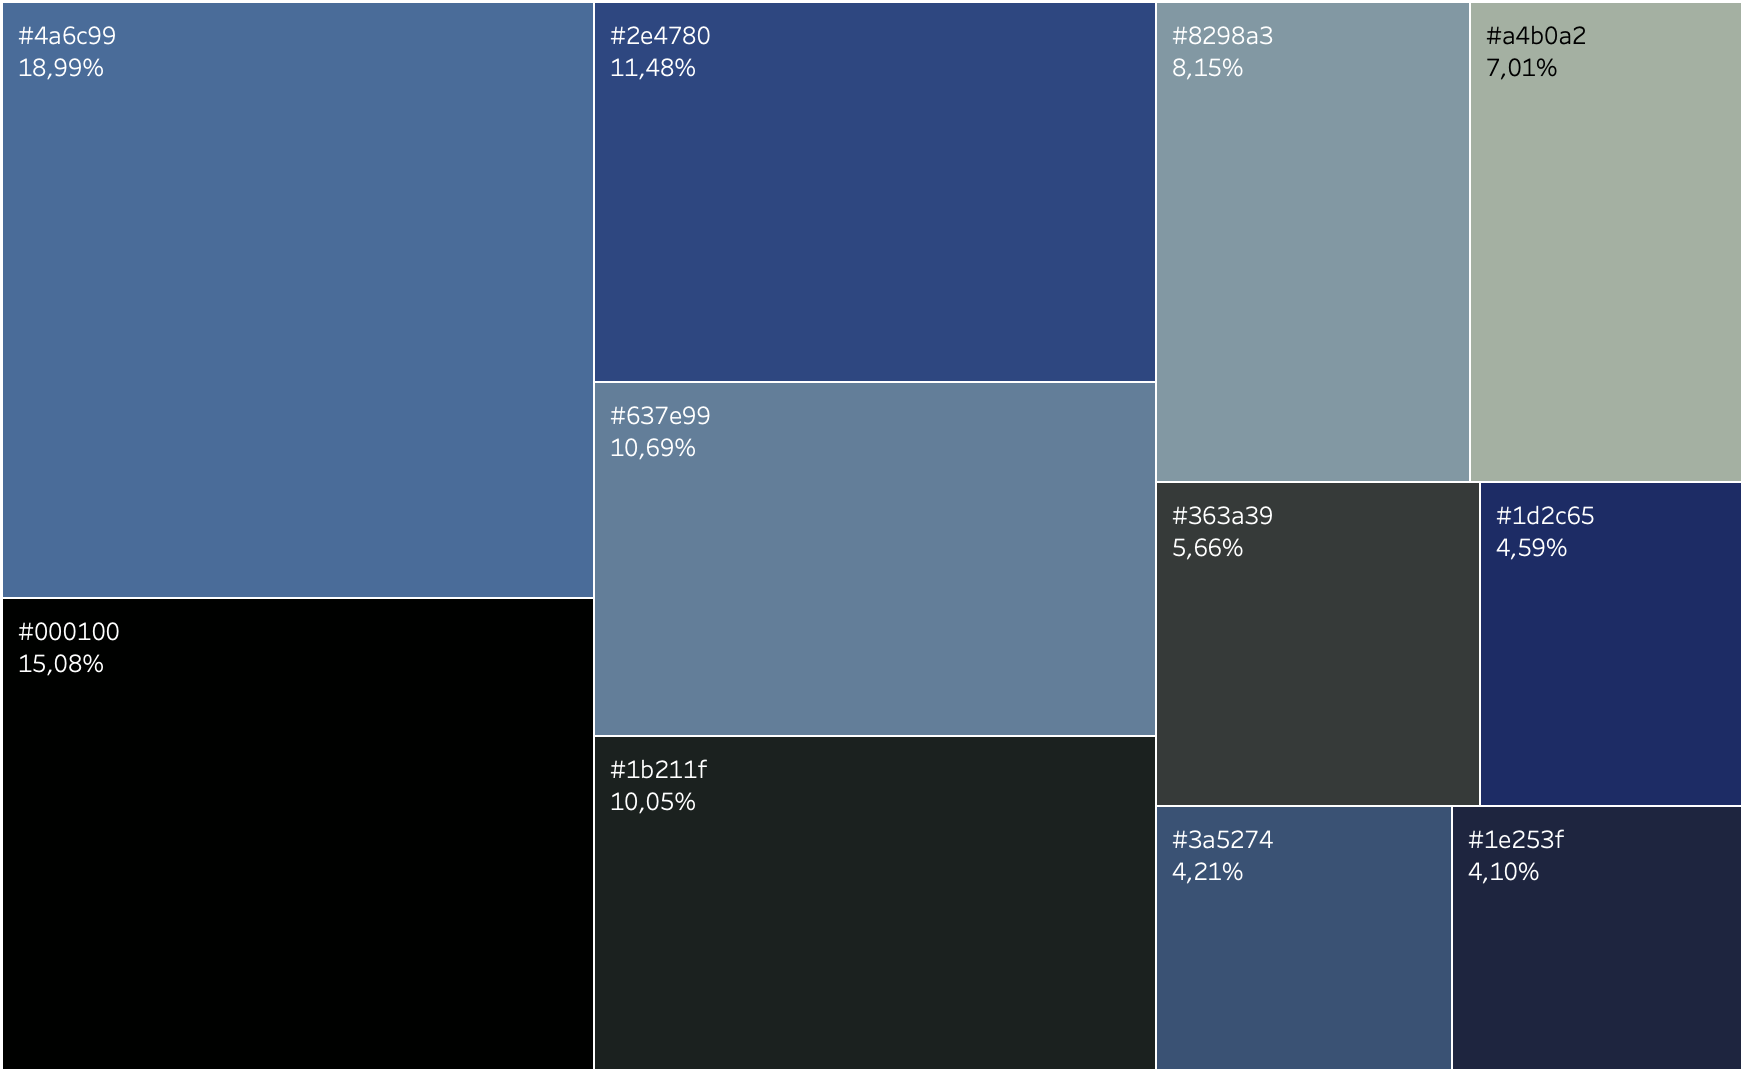 #4a6c99
18,99%
#000100
15,08%
#2e4780
11,48%
#637e99
10,69%
#1b211f
10,05%
#8298a3
8,15%
#a4b0a2
7,01%
#363a39
5,66%
#1d2c65
4,59%
#3a5274
4,21%
#1e253f
4,10%